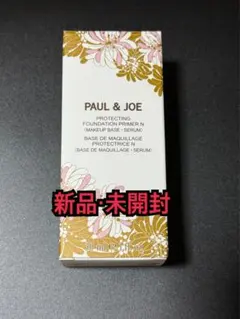 PAUL & JOE
PROTECTING
FOUNDATION PRIMER N
(MAKEUP BASE・SERUM)
BASE DE MAQUILLAGE
PROTECTRICE N
(BASE DE MAQUILLAGE・SERUM)
新品·未開封